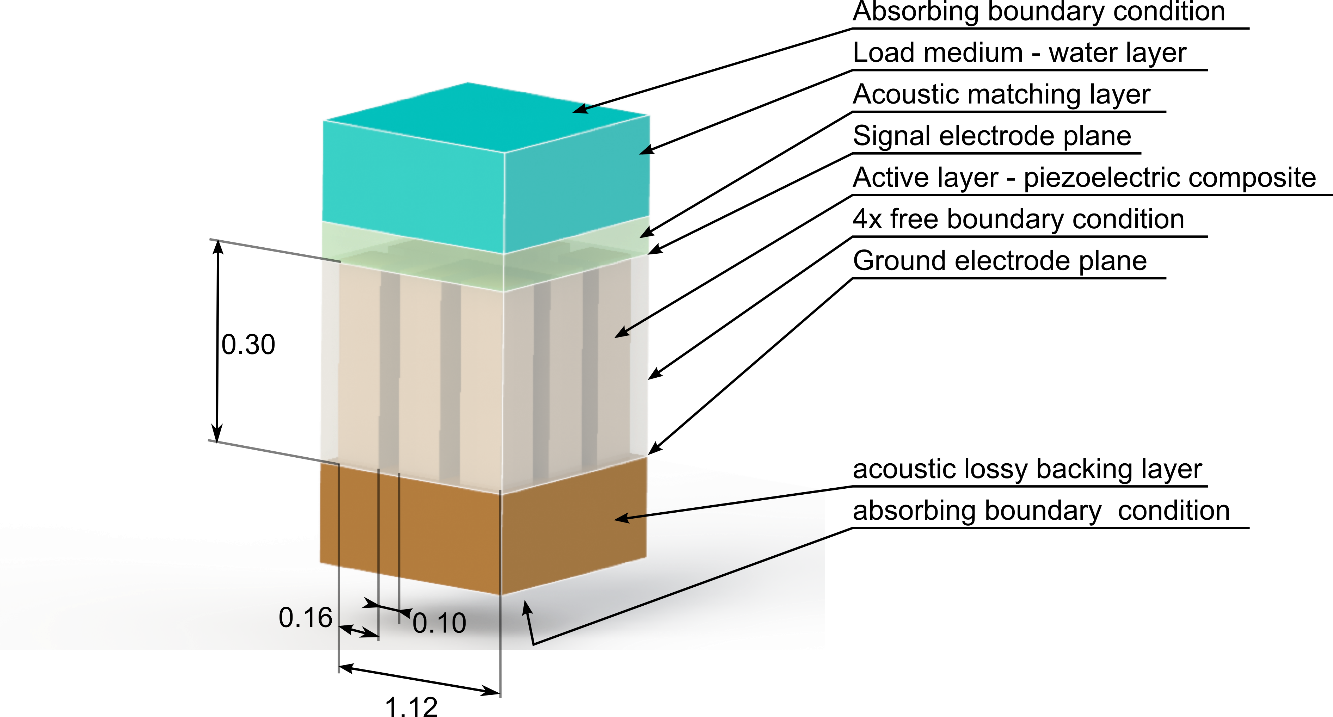 Absorbing boundary condition
Load medium - water layer
Acoustic matching layer
Signal electrode plane
Active layer - piezoelectric composite
4x free boundary condition
Ground electrode plane
0.30
acoustic lossy backing layer
absorbing boundary  condition
0.16
0.10
1.12